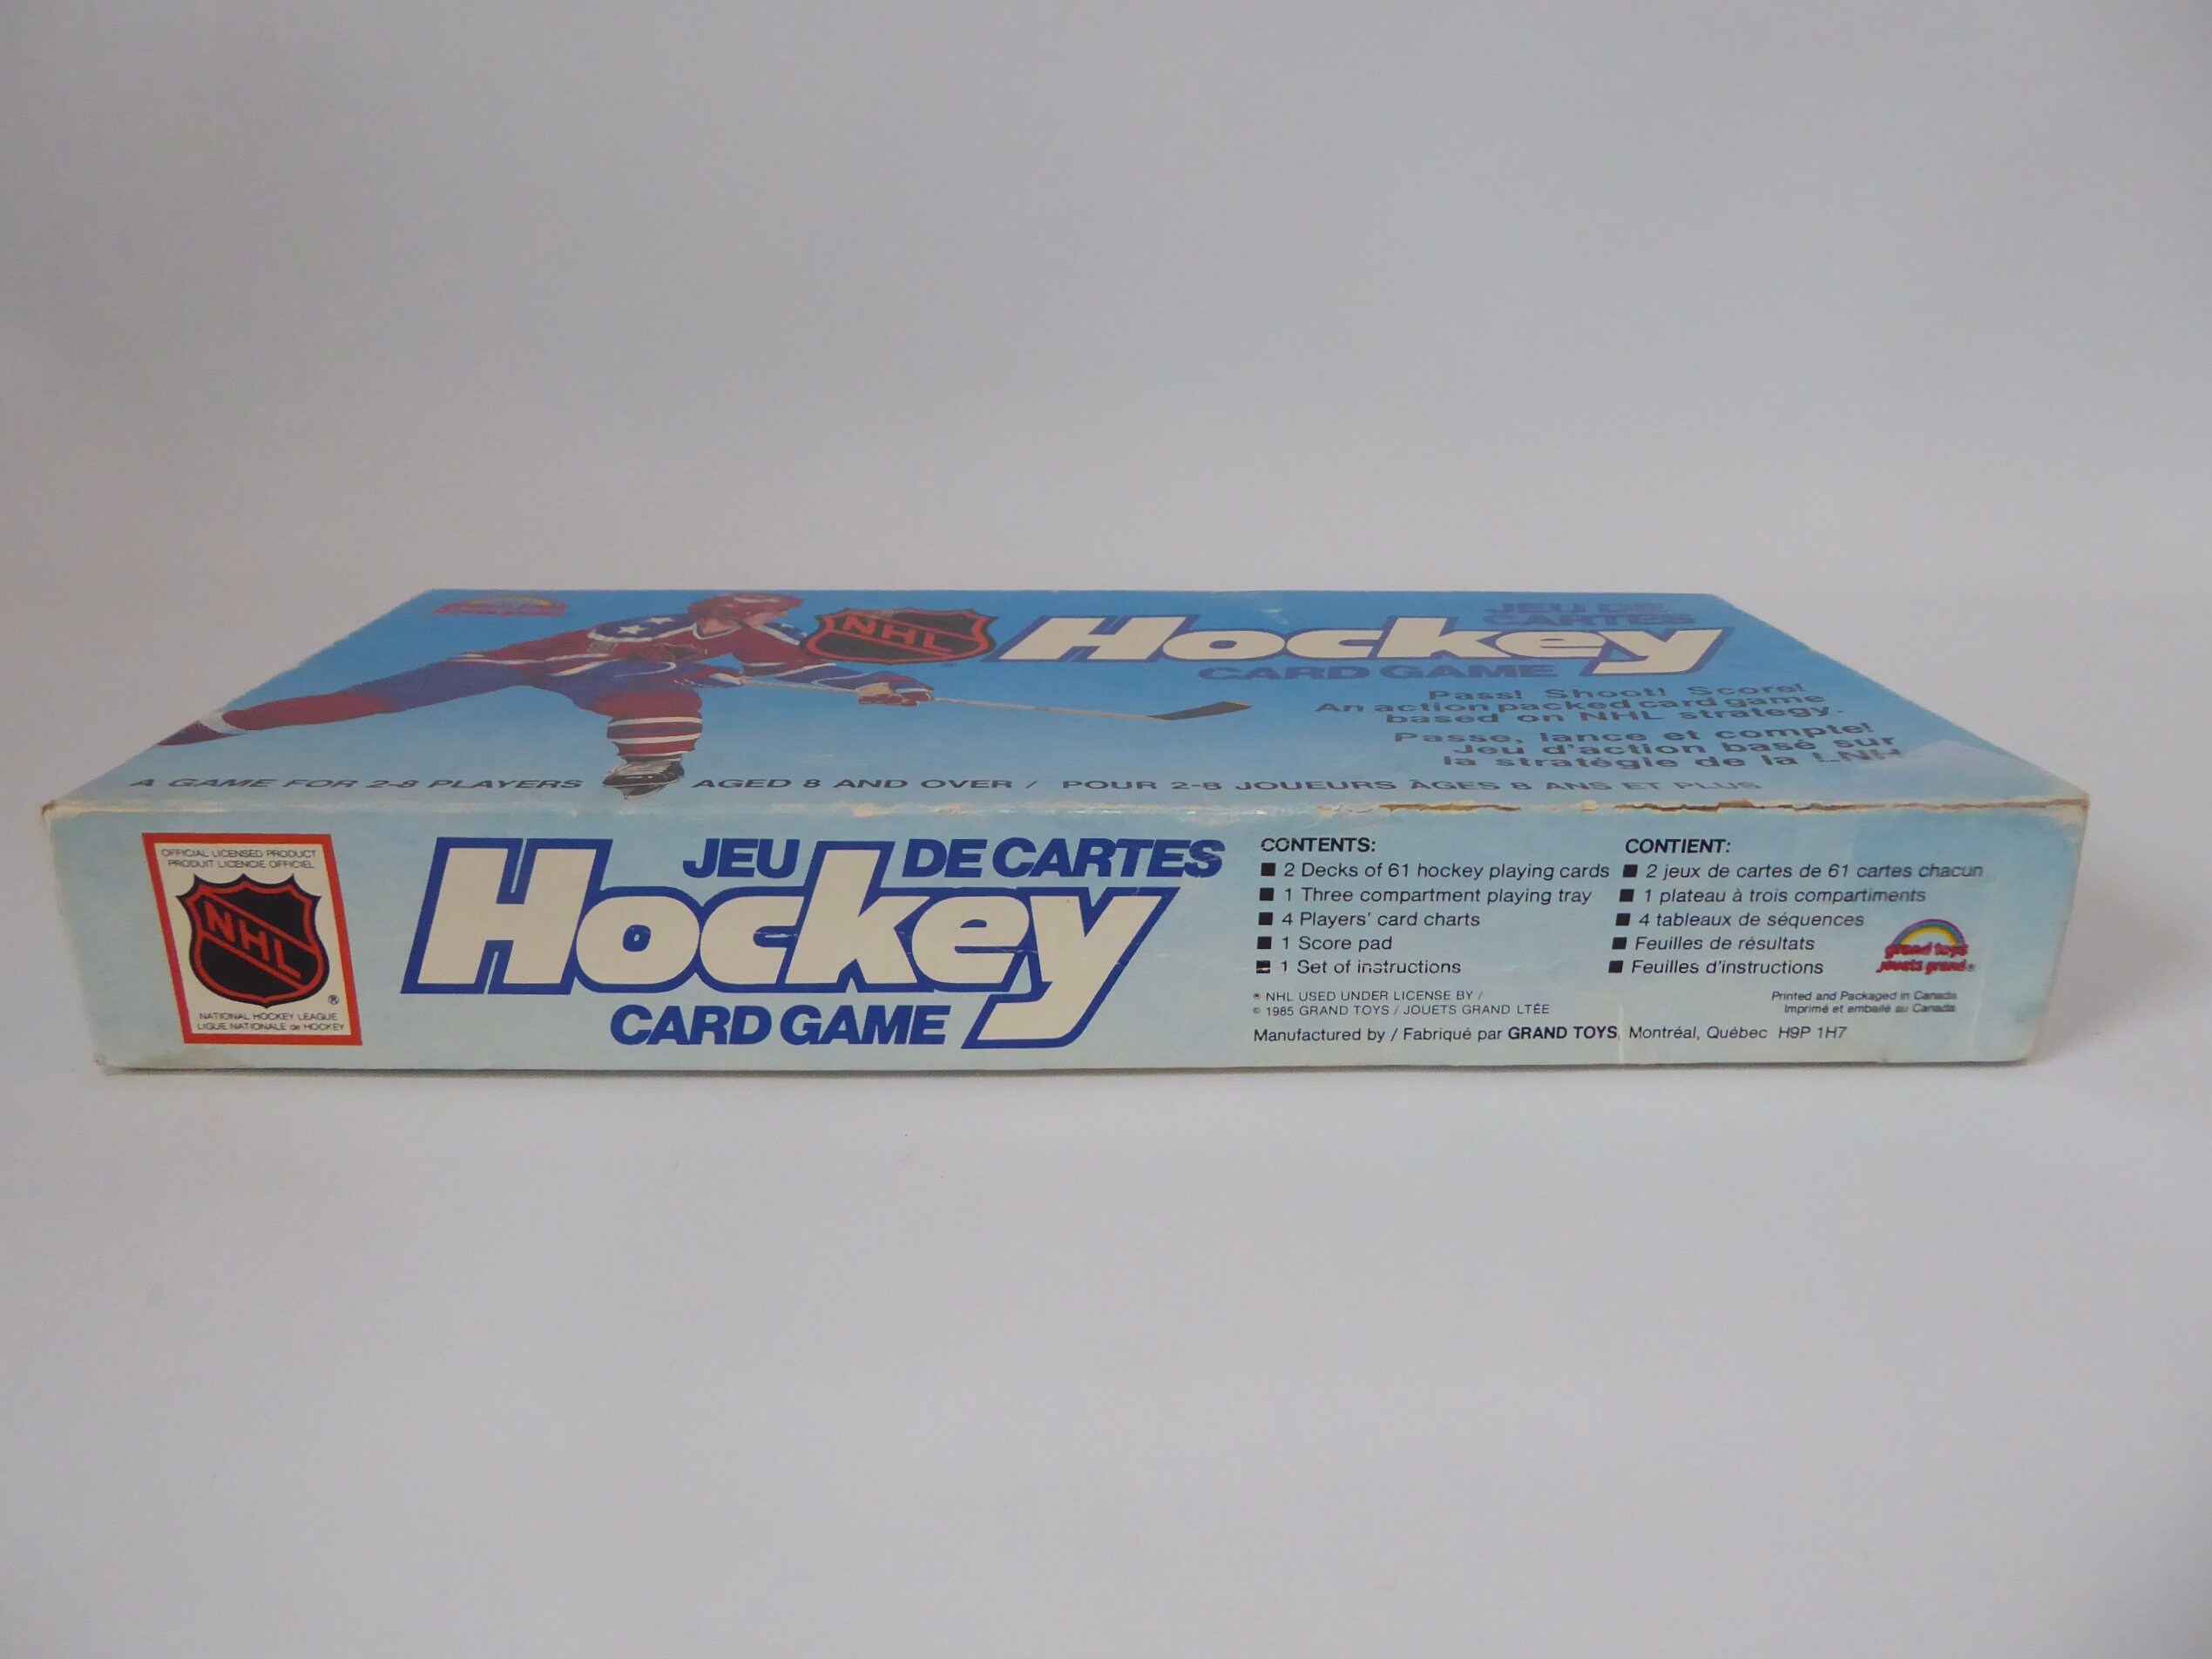 grand toys
jouets grand
NHL
JEU DE
CARTES
Hockey
CARD GAME
Pass! Shoot! Score!
An action packed card game
based on NHL strategy.
Passe, lance et compte!
Jeu d'action basé sur
la stratégie de la LNH
A GAME FOR 2-8 PLAYERS AGED 8 AND OVER / POUR 2-8 JOUEURS ÂGES 8 ANS ET PLUS
OFFICIAL LICENSED PRODUCT
PRODUIT LICENCIE OFFICIEL
NHL
®
NATIONAL HOCKEY LEAGUE
LIGUE NATIONALE de HOCKEY
JEU DE CARTES
Hockey
CARD GAME
CONTENTS:
■ 2 Decks of 61 hockey playing cards
■ 1 Three compartment playing tray
■ 4 Players' card charts
■ 1 Score pad
■ 1 Set of instructions
® NHL USED UNDER LICENSE BY /
© 1985 GRAND TOYS / JOUETS GRAND LTÉE
Manufactured by / Fabriqué par GRAND TOYS, Montréal, Québec H9P 1H7
CONTIENT:
■ 2 jeux de cartes de 61 cartes chacun
■ 1 plateau à trois compartiments
■ 4 tableaux de séquences
■ Feuilles de résultats
■ Feuilles d'instructions
grand toys
jouets grand®
Printed and Packaged in Canada
Imprimé et emballé au Canada